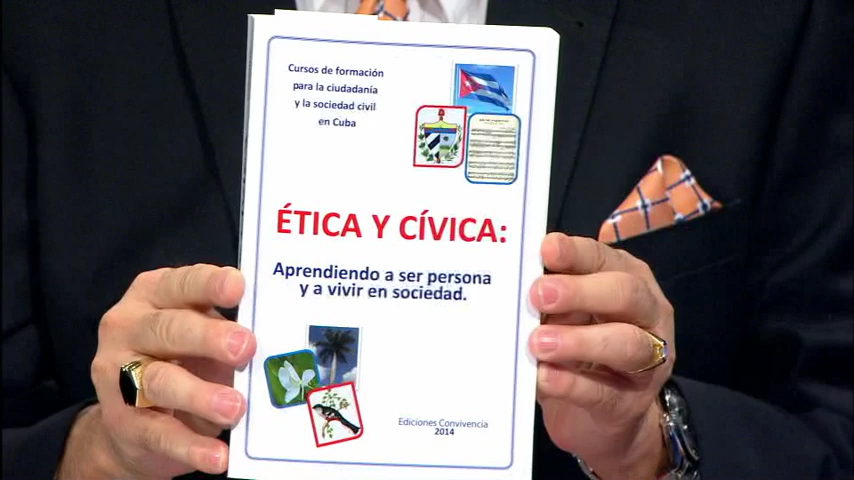 Cursos de formación
para la ciudadanía
y la sociedad civil
en Cuba
ÉTICA Y CÍVICA:
Aprendiendo a ser persona
y a vivir en sociedad.
Ediciones Convivencia
2014